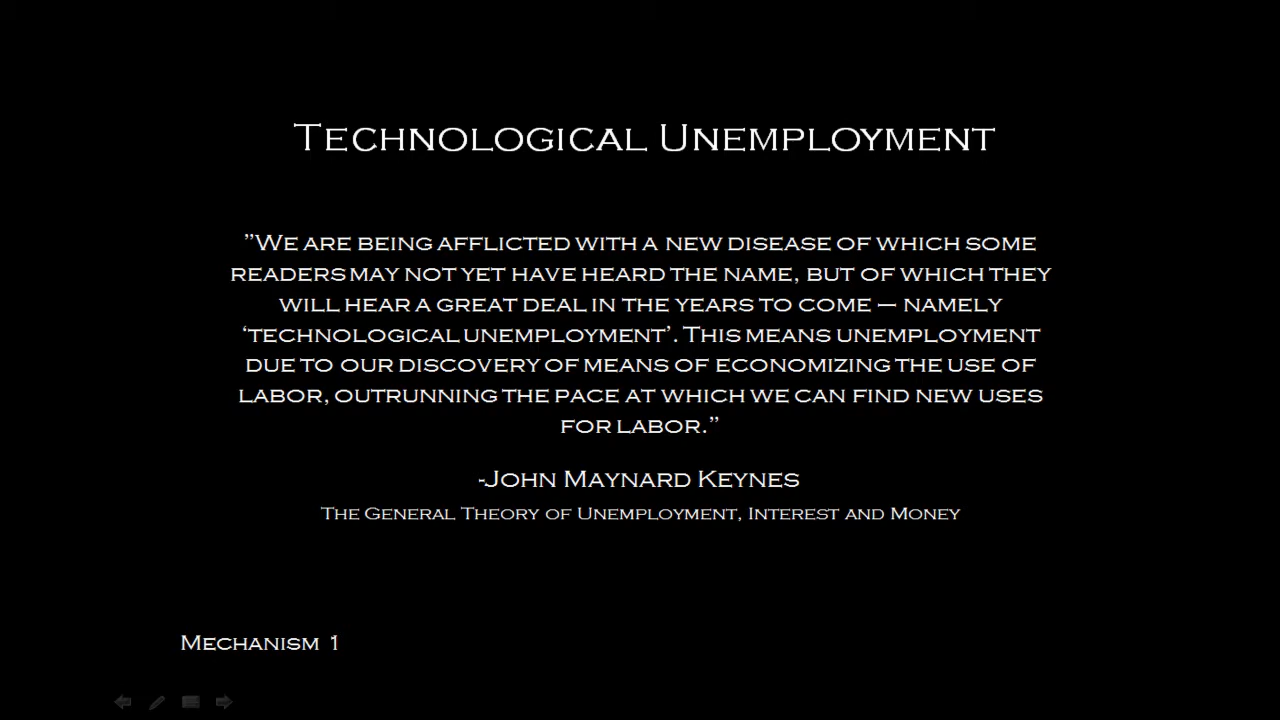 Technological Unemployment
”We are being afflicted with a new disease of which some
readers may not yet have heard the name, but of which they
will hear a great deal in the years to come – namely
‘technological unemployment’. This means unemployment
due to our discovery of means of economizing the use of
labor, outrunning the pace at which we can find new uses
for labor.”
-John Maynard Keynes
The General Theory of Unemployment, Interest and Money
Mechanism 1